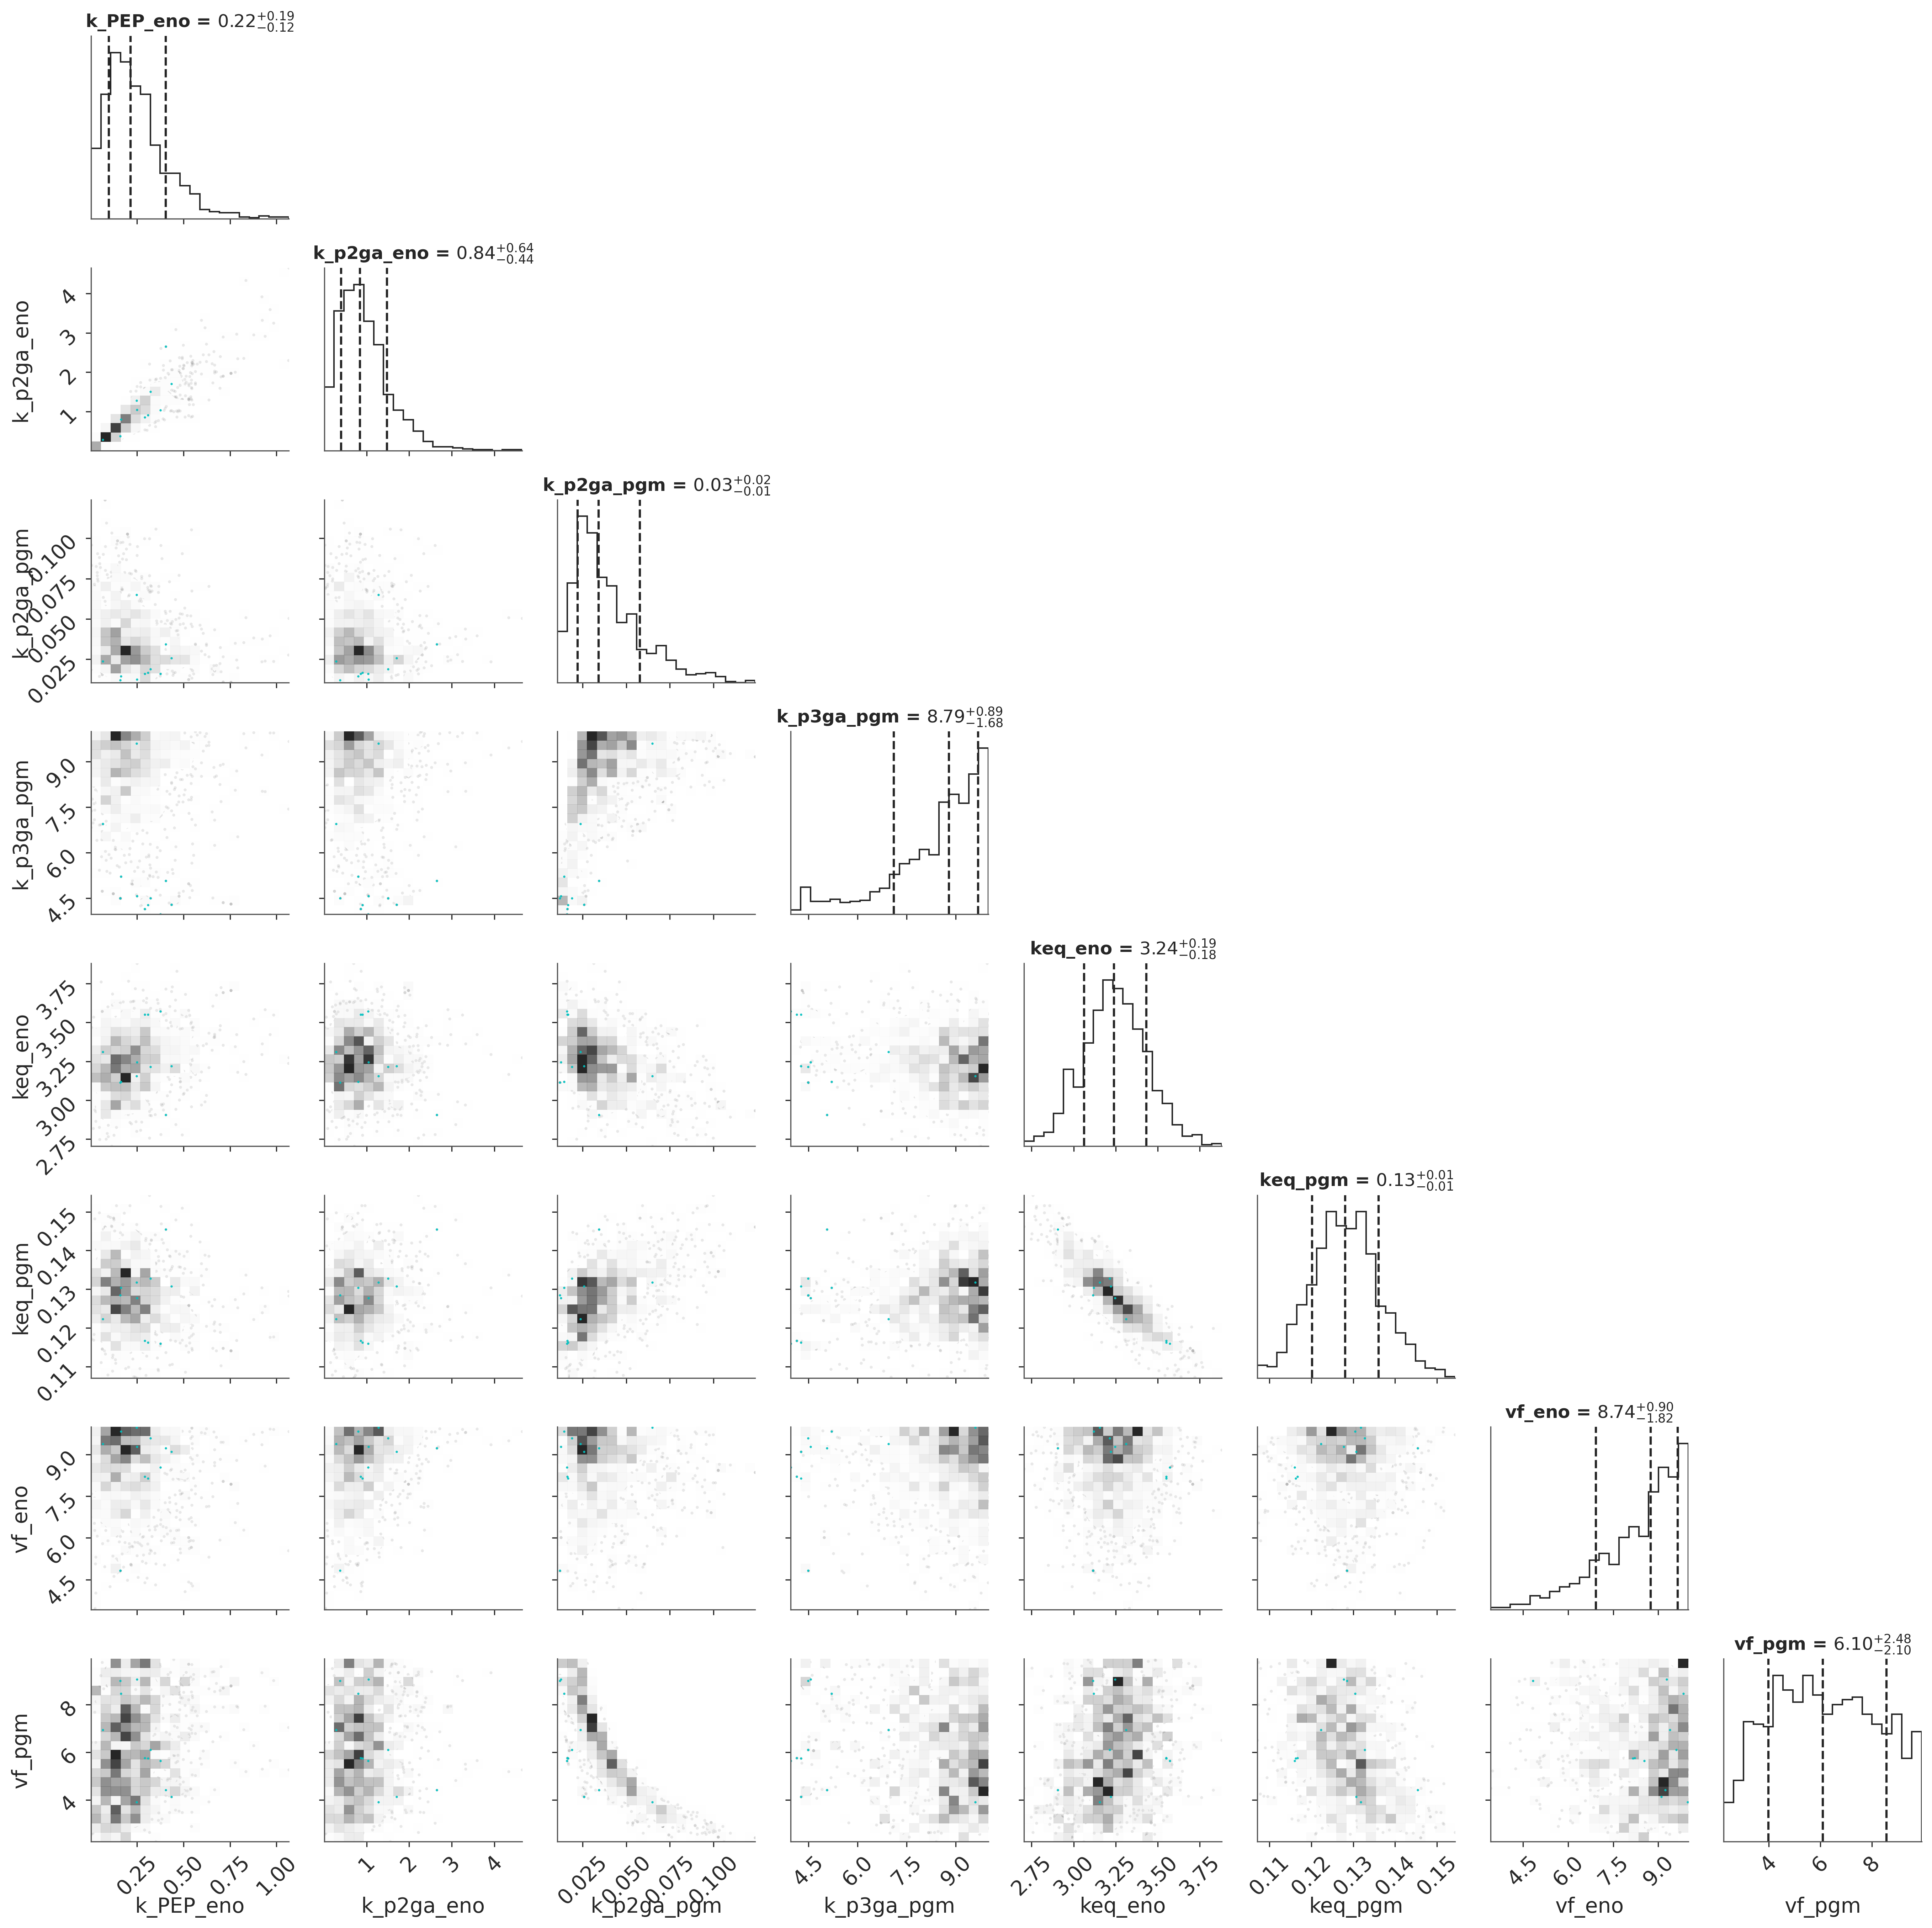 k_PEP_eno = 0.22+0.19−0.12
k_p2ga_eno = 0.84+0.64−0.44
4
3
2
1
k_p2ga_eno
k_p2ga_pgm = 0.03+0.02−0.01
0.100
0.075
0.050
0.025
k_p2ga_pgm
k_p3ga_pgm = 8.79+0.89−1.68
9.0
7.5
6.0
4.5
k_p3ga_pgm
keq_eno = 3.24+0.19−0.18
3.75
3.50
3.25
3.00
2.75
keq_eno
keq_pgm = 0.13+0.01−0.01
0.15
0.14
0.13
0.12
0.11
keq_pgm
vf_eno = 8.74+0.90−1.82
9.0
7.5
6.0
4.5
vf_eno
vf_pgm = 6.10+2.48−2.10
8
6
4
vf_pgm
0.25 0.50 0.75 1.00 1 2 3 4 0.025 0.050 0.075 0.100 4.5 6.0 7.5 9.0 2.75 3.00 3.25 3.50 3.75 0.11 0.12 0.13 0.14 0.15 4.5 6.0 7.5 9.0 4 6 8
k_PEP_eno k_p2ga_eno k_p2ga_pgm k_p3ga_pgm keq_eno keq_pgm vf_eno vf_pgm